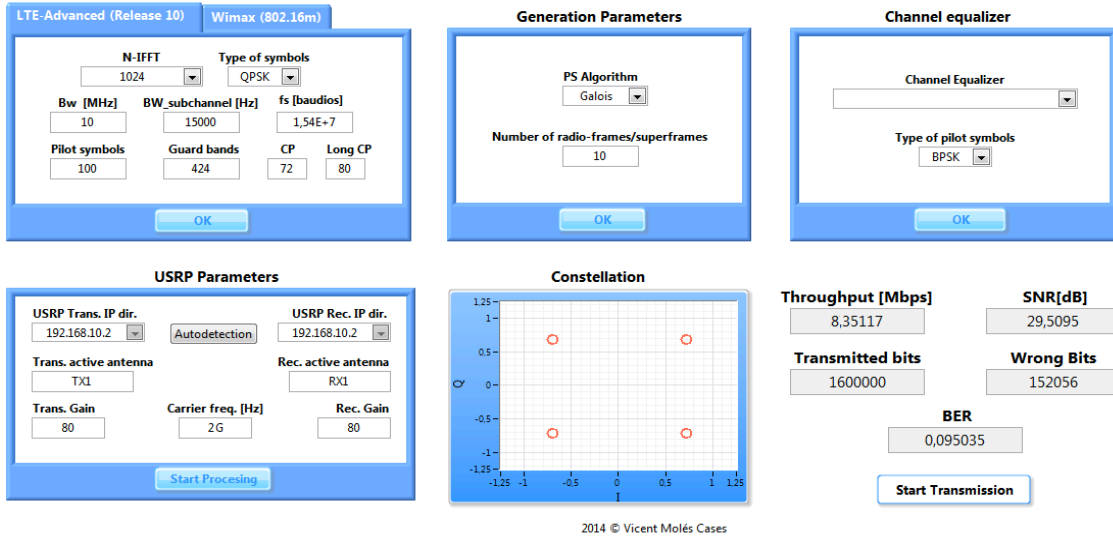 LTE-Advanced (Release 10)
Wimax (802.16m)
N-IFFT
Type of symbols
1024
QPSK
Bw [MHz]
BW_subchannel [Hz]
fs [baudios]
10
15000
1,54E+7
Pilot symbols
Guard bands
CP
Long CP
100
424
72
80
OK
Generation Parameters
PS Algorithm
Galois
Number of radio-frames/superframes
10
OK
Channel equalizer
Channel Equalizer
Type of pilot symbols
BPSK
OK
USRP Parameters
USRP Trans. IP dir.
USRP Rec. IP dir.
192.168.10.2
Autodetection
192.168.10.2
Trans. active antenna
Rec. active antenna
TX1
RX1
Trans. Gain
Carrier freq. [Hz]
Rec. Gain
80
2G
80
Start Procesing
Constellation
1,25
1
0,5
0
-0,5
-1
-1,25
Q
-1,25 -1 -0,5 0 0,5 1 1,25
I
Throughput [Mbps]
SNR[dB]
8,35117
29,5095
Transmitted bits
Wrong Bits
1600000
152056
BER
0,095035
Start Transmission
2014 © Vicent Molés Cases